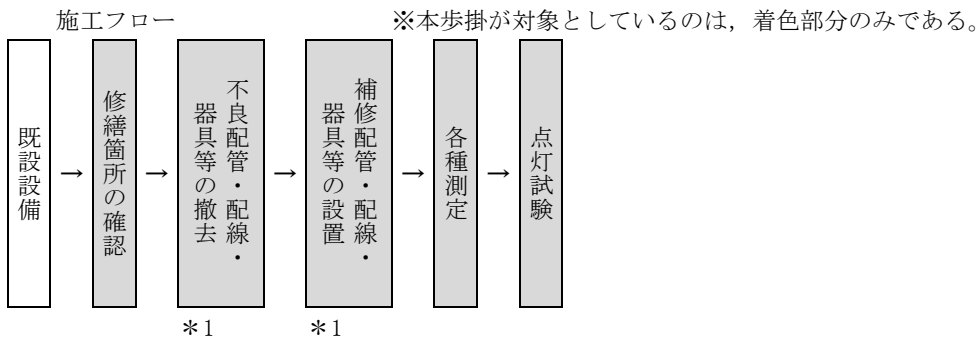 施工フロー
※本歩掛が対象としているのは，着色部分のみである。
既設設備
→
修繕箇所の確認
→
不良配管・配線・
器具等の撤去
→
補修配管・配線・
器具等の設置
→
各種測定
→
点灯試験
＊1
＊1